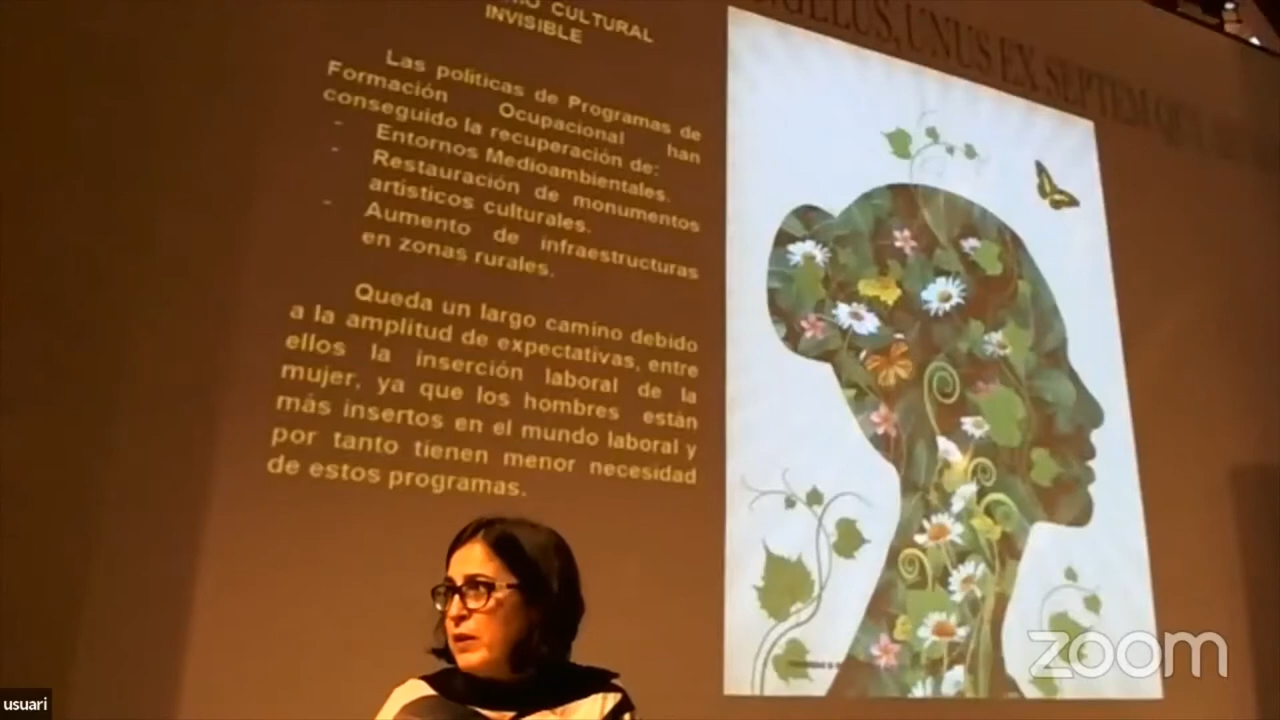 CULTURAL
INVISIBLE
Las políticas de Programas de
Formación Ocupacional han
conseguido la recuperación de:
- Entornos Medioambientales.
- Restauración de monumentos
artísticos culturales.
- Aumento de infraestructuras
en zonas rurales.
Queda un largo camino debido
a la amplitud de expectativas, entre
ellos la inserción laboral de la
mujer, ya que los hombres están
más insertos en el mundo laboral y
por tanto tienen menor necesidad
de estos programas.
UNUS EX SEPTEM
zoom
usuari